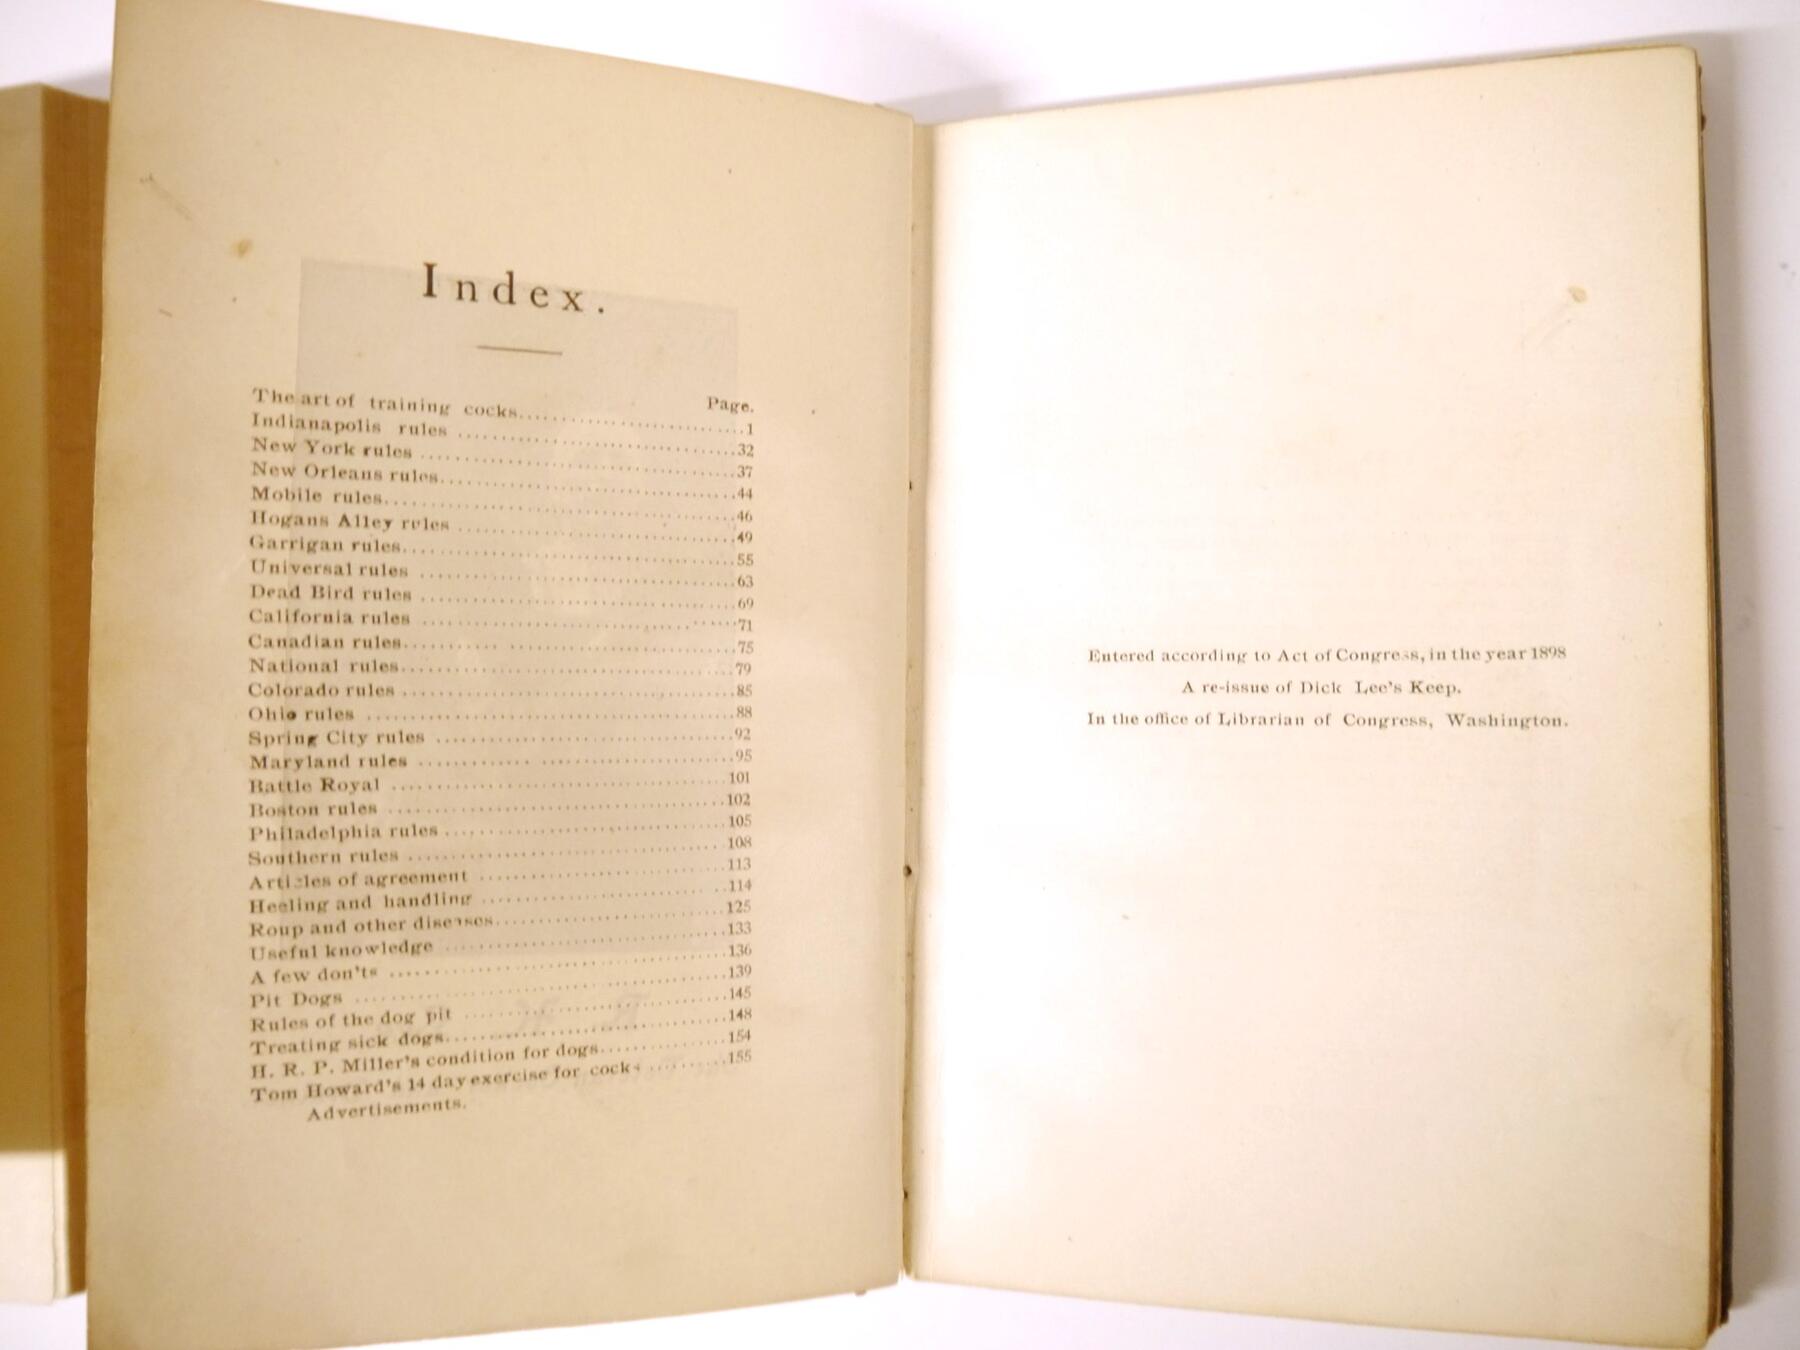 Index.
Page.
The art of training cocks..........................1
Indianapolis rules ..........................32
New York rules ..........................37
New Orleans rules..........................44
Mobile rules..........................46
Hogans Alley rules ..........................49
Garrigan rules..........................55
Universal rules ..........................63
Dead Bird rules ..........................69
California rules ..........................71
Canadian rules..........................75
National rules..........................79
Colorado rules ..........................85
Ohio rules ..........................88
Spring City rules ..........................92
Maryland rules ..........................95
Battle Royal ..........................101
Boston rules ..........................102
Philadelphia rules ..........................105
Southern rules ..........................108
Articles of agreement ..........................113
Heeling and handling ..........................114
Roup and other diseases..........................125
Useful knowledge ..........................133
A few don'ts ..........................136
Pit Dogs ..........................139
Rules of the dog pit ..........................145
Treating sick dogs..........................148
H. R. P. Miller's condition for dogs..............154
Tom Howard's 14 day exercise for cocks ..........155
Advertisements.
Entered according to Act of Congress, in the year 1898
A re-issue of Dick Lee's Keep.
In the office of Librarian of Congress, Washington.